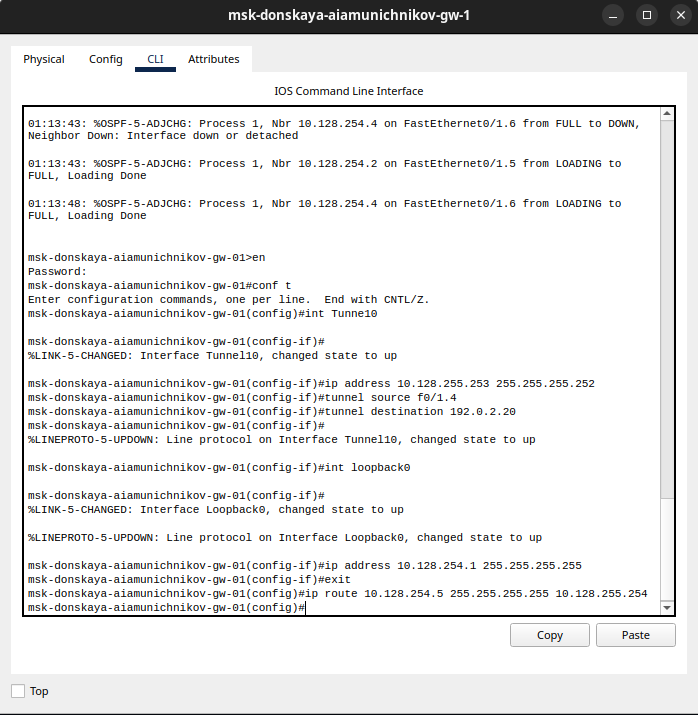 msk-donskaya-aiamunichnikov-gw-1
Physical Config CLI Attributes
IOS Command Line Interface
01:13:43: %OSPF-5-ADJCHG: Process 1, Nbr 10.128.254.4 on FastEthernet0/1.6 from FULL to DOWN,
Neighbor Down: Interface down or detached
01:13:43: %OSPF-5-ADJCHG: Process 1, Nbr 10.128.254.2 on FastEthernet0/1.5 from LOADING to
FULL, Loading Done
01:13:48: %OSPF-5-ADJCHG: Process 1, Nbr 10.128.254.4 on FastEthernet0/1.6 from LOADING to
FULL, Loading Done
msk-donskaya-aiamunichnikov-gw-01>en
Password:
msk-donskaya-aiamunichnikov-gw-01#conf t
Enter configuration commands, one per line.  End with CNTL/Z.
msk-donskaya-aiamunichnikov-gw-01(config)#int Tunne10
msk-donskaya-aiamunichnikov-gw-01(config-if)#
%LINK-5-CHANGED: Interface Tunnel10, changed state to up
msk-donskaya-aiamunichnikov-gw-01(config-if)#ip address 10.128.255.253 255.255.255.252
msk-donskaya-aiamunichnikov-gw-01(config-if)#tunnel source f0/1.4
msk-donskaya-aiamunichnikov-gw-01(config-if)#tunnel destination 192.0.2.20
msk-donskaya-aiamunichnikov-gw-01(config-if)#
%LINEPROTO-5-UPDOWN: Line protocol on Interface Tunnel10, changed state to up
msk-donskaya-aiamunichnikov-gw-01(config-if)#int loopback0
msk-donskaya-aiamunichnikov-gw-01(config-if)#
%LINK-5-CHANGED: Interface Loopback0, changed state to up
%LINEPROTO-5-UPDOWN: Line protocol on Interface Loopback0, changed state to up
msk-donskaya-aiamunichnikov-gw-01(config-if)#ip address 10.128.254.1 255.255.255.255
msk-donskaya-aiamunichnikov-gw-01(config-if)#exit
msk-donskaya-aiamunichnikov-gw-01(config)#ip route 10.128.254.5 255.255.255.255 10.128.255.254
msk-donskaya-aiamunichnikov-gw-01(config)#
Copy Paste
Top